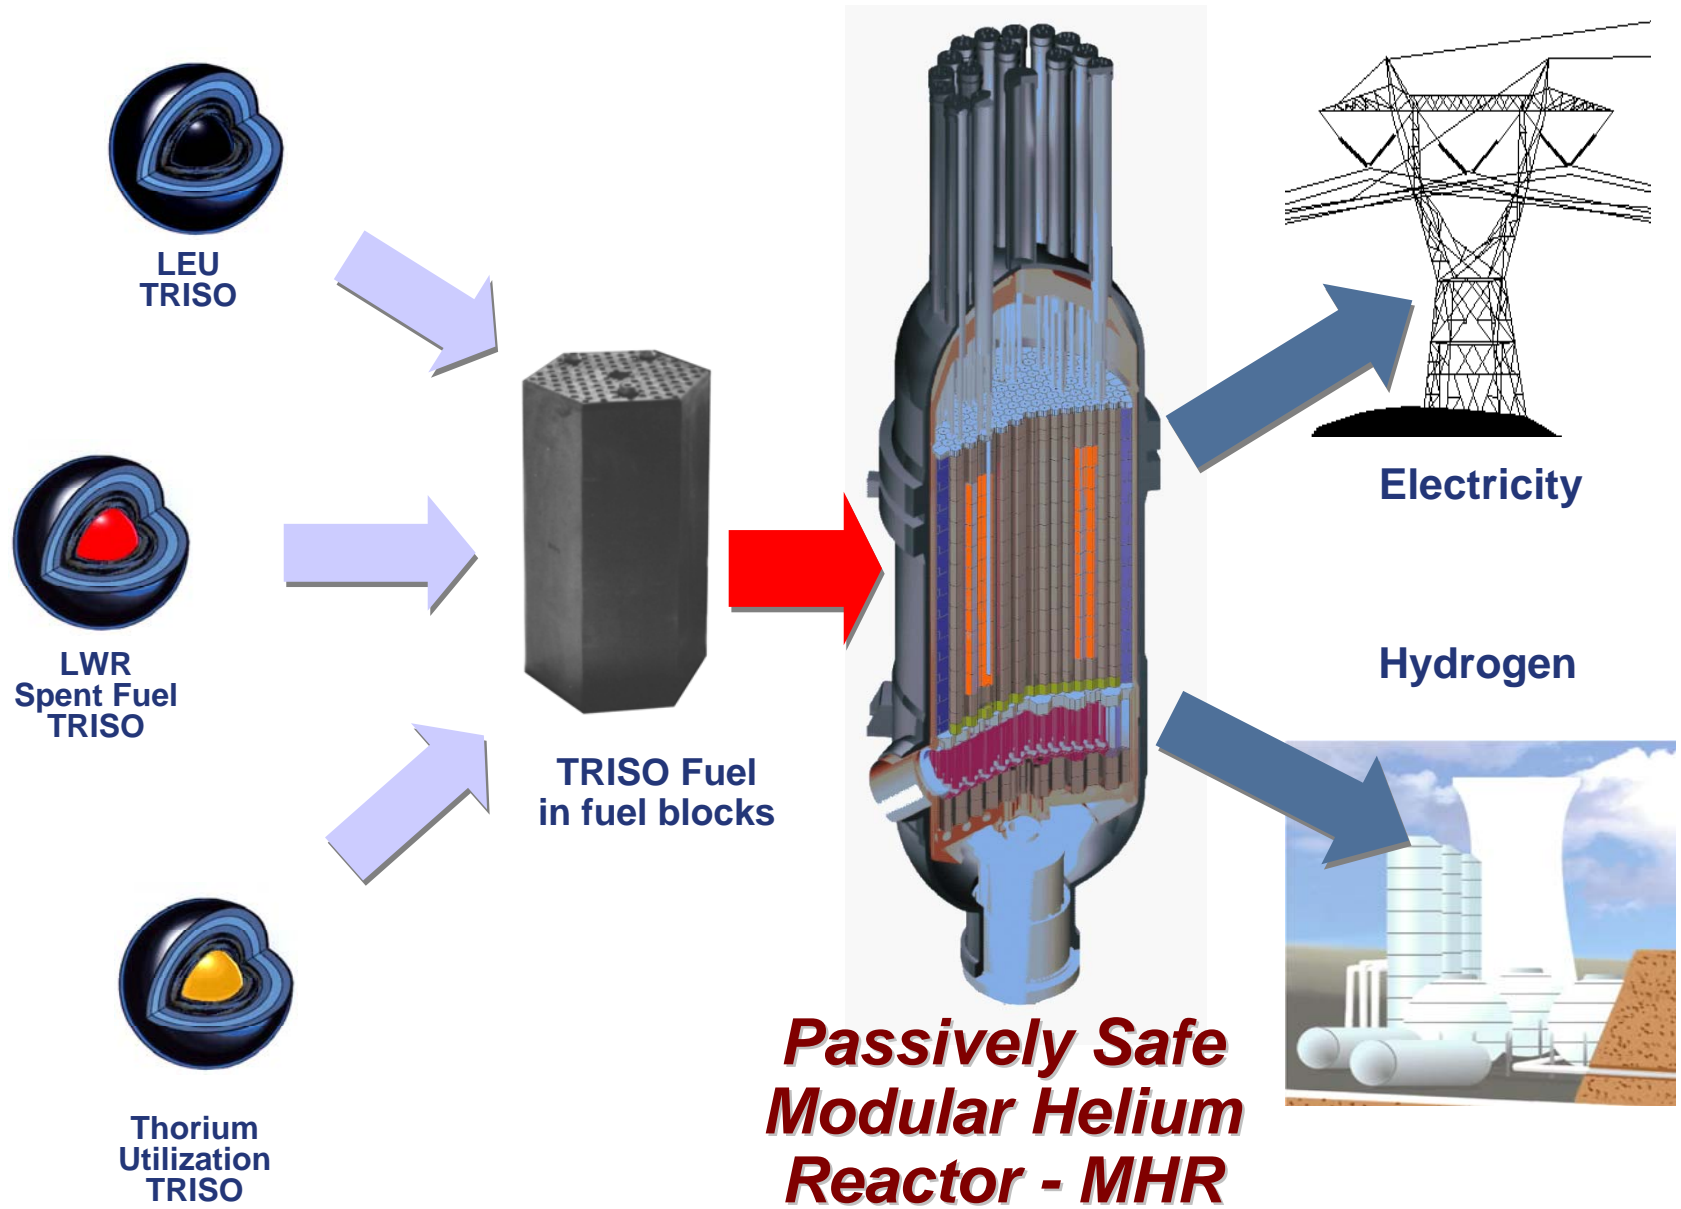 LEU
TRISO
LWR
Spent Fuel
TRISO
Thorium
Utilization
TRISO
TRISO Fuel
in fuel blocks
Passively Safe
Modular Helium
Reactor - MHR
Electricity
Hydrogen